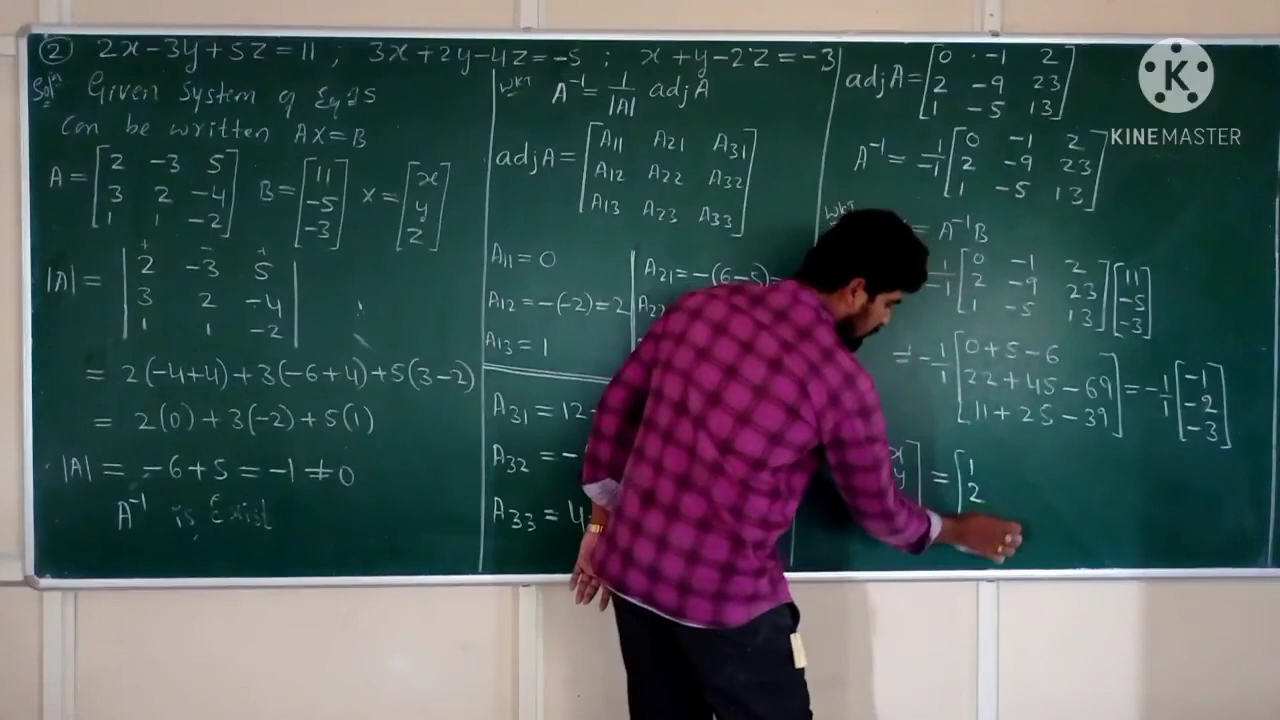 ② 2x-3y+5z=11 ; 3x+2y-4z=-5 ; x+y-2z=-3
Sol: Given System of Eqns
Can be written AX=B
A= [2 -3 5; 3 2 -4; 1 1 -2] B= [11; -5; -3] X= [x; y; z]
+ - +
|A| = |2 -3 5; 3 2 -4; 1 1 -2|
= 2(-4+4)+3(-6+4)+5(3-2)
= 2(0)+3(-2)+5(1)
|A| = -6+5 = -1 ≠ 0
A⁻¹ is Exist
WKT A⁻¹ = 1/|A| adjA
adjA= [A11 A21 A31; A12 A22 A32; A13 A23 A33]
A11 = 0
A12 = -(-2) = 2
A13 = 1
A21 = -(6-5)=
A22
A31 = 12-
A32 = -
A33 = 4
adjA= [0 -1 2; 2 -9 23; 1 -5 13]
A⁻¹ = -1/1 [0 -1 2; 2 -9 23; 1 -5 13]
WKT
= A⁻¹B
-1/1 [0 -1 2; 2 -9 23; 1 -5 13] [11; -5; -3]
= -1/1 [0+5-6; 22+45-69; 11+25-39] = -1/1 [-1; -2; -3]
x
y
= [1
2
K
KINEMASTER